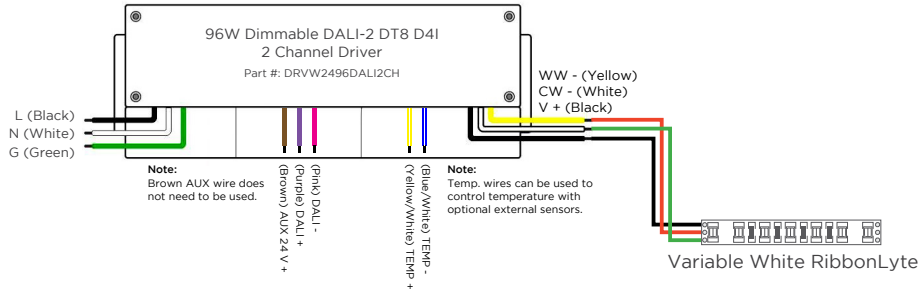 96W Dimmable DALI-2 DT8 D4I
2 Channel Driver
Part #: DRVW2496DALI2CH
L (Black)
N (White)
G (Green)
WW - (Yellow)
CW - (White)
V + (Black)
Note:
Brown AUX wire does
not need to be used.
(Brown) AUX 24 V +
(Purple) DALI +
(Pink) DALI -
(Yellow/White) TEMP +
(Blue/White) TEMP -
Note:
Temp. wires can be used to
control temperature with
optional external sensors.
Variable White RibbonLyte